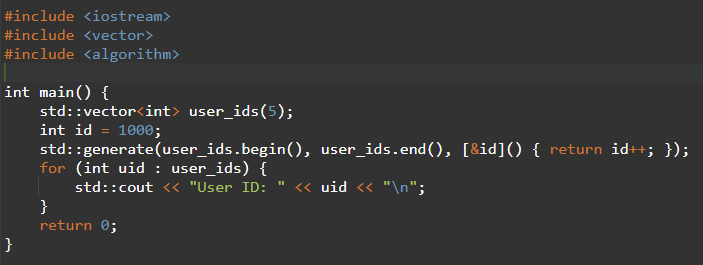 #include <iostream>
#include <vector>
#include <algorithm>

int main() {
    std::vector<int> user_ids(5);
    int id = 1000;
    std::generate(user_ids.begin(), user_ids.end(), [&id]() { return id++; });
    for (int uid : user_ids) {
        std::cout << "User ID: " << uid << "\n";
    }
    return 0;
}